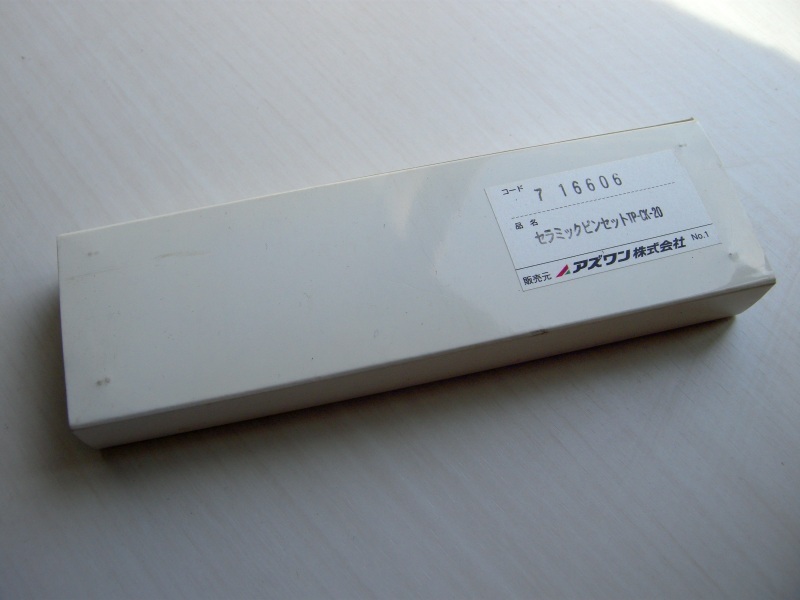 コード 7 16606
品名 セラミックピンセットTP-CK-20
販売元 アズワン株式会社 No.1